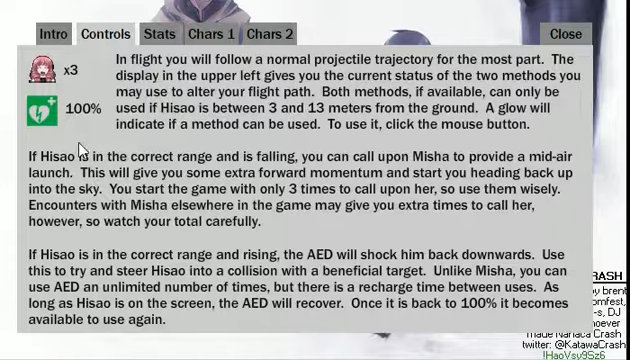 Intro Controls Stats Chars 1 Chars 2 Close
In flight you will follow a normal projectile trajectory for the most part. The
display in the upper left gives you the current status of the two methods you
may use to alter your flight path. Both methods, if available, can only be
used if Hisao is between 3 and 13 meters from the ground. A glow will
indicate if a method can be used. To use it, click the mouse button.
x3
100%
If Hisao is in the correct range and is falling, you can call upon Misha to provide a mid-air
launch. This will give you some extra forward momentum and start you heading back up
into the sky. You start the game with only 3 times to call upon her, so use them wisely.
Encounters with Misha elsewhere in the game may give you extra times to call her,
however, so watch your total carefully.
If Hisao is in the correct range and rising, the AED will shock him back downwards. Use
this to try and steer Hisao into a collision with a beneficial target. Unlike Misha, you can
use AED an unlimited number of times, but there is a recharge time between uses. As
long as Hisao is on the screen, the AED will recover. Once it is back to 100% it becomes
available to use again.
RASH
by brent
omfest,
-s, DJ
hoever
made Nanaca Crash
twitter: @KatawaCrash
!HaoVsv9Sz6